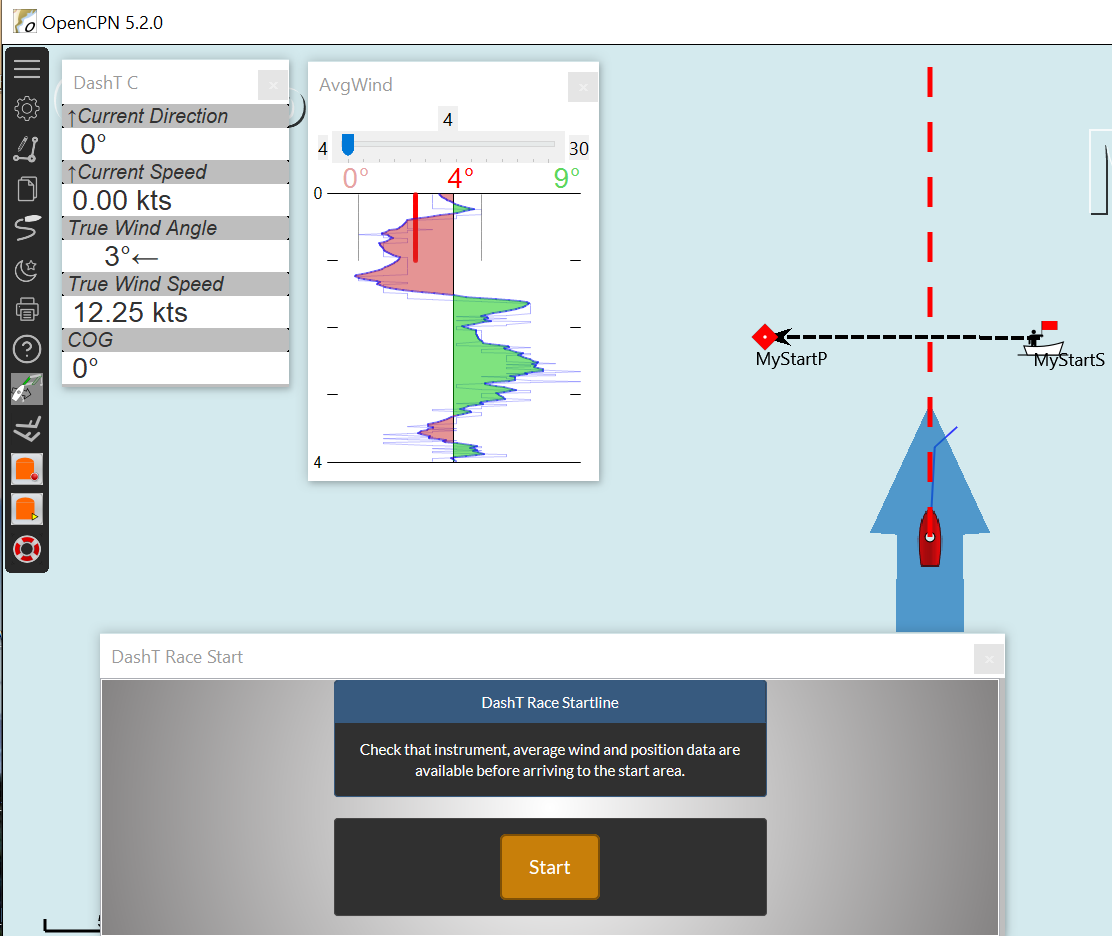 OpenCPN 5.2.0
DashT C
↑Current Direction
0°
↑Current Speed
0.00 kts
True Wind Angle
3°←
True Wind Speed
12.25 kts
COG
0°
AvgWind
4
4 30
0° 4° 9°
0
4
MyStartP
MyStartS
DashT Race Start
DashT Race Startline
Check that instrument, average wind and position data are
available before arriving to the start area.
Start